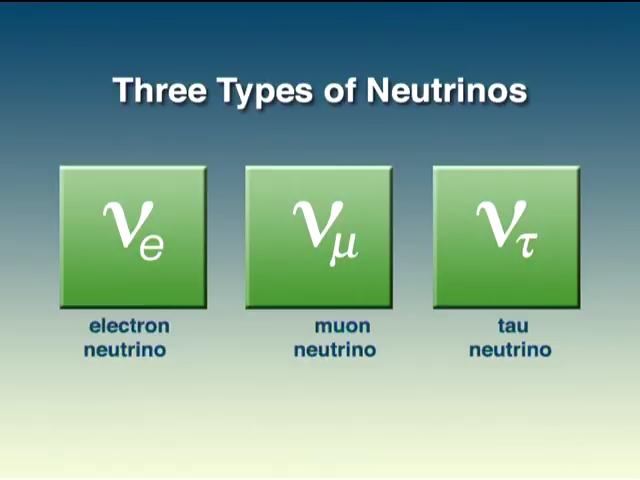 Three Types of Neutrinos
νe νμ ντ
electron neutrino
muon neutrino
tau neutrino